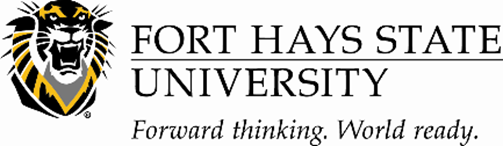 FORT HAYS STATE
UNIVERSITY
Forward thinking. World ready.
®